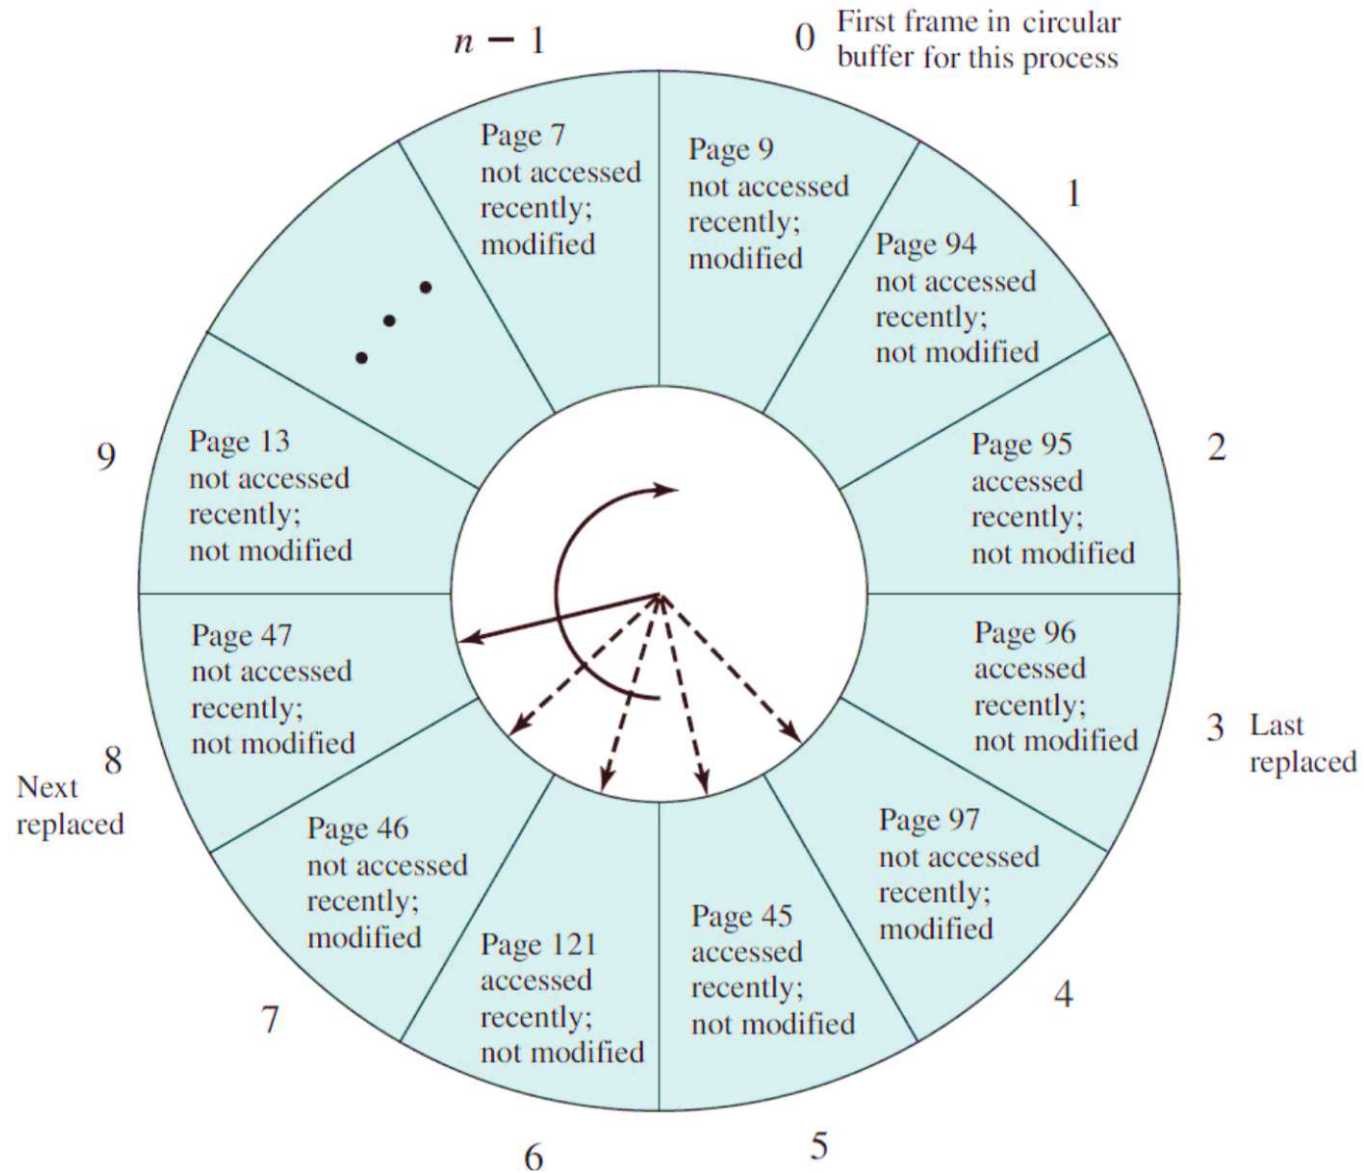 n − 1
0 First frame in circular
buffer for this process
Page 7
not accessed
recently;
modified
Page 9
not accessed
recently;
modified
1
Page 94
not accessed
recently;
not modified
2
Page 95
accessed
recently;
not modified
3 Last
replaced
Page 96
accessed
recently;
not modified
4
Page 97
not accessed
recently;
modified
5
Page 45
accessed
recently;
not modified
6
Page 121
accessed
recently;
not modified
7
Page 46
not accessed
recently;
modified
8
Next
replaced
Page 47
not accessed
recently;
not modified
9
Page 13
not accessed
recently;
not modified